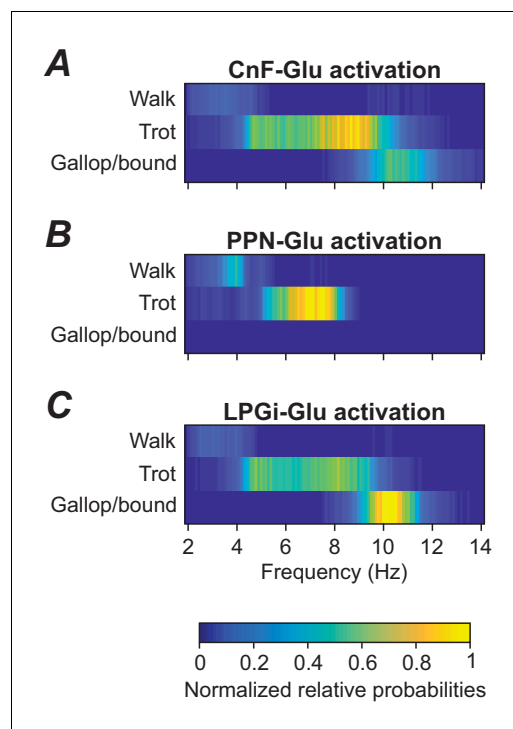 A
CnF-Glu activation
Walk
Trot
Gallop/bound
B
PPN-Glu activation
Walk
Trot
Gallop/bound
C
LPGi-Glu activation
Walk
Trot
Gallop/bound
2 4 6 8 10 12 14
Frequency (Hz)
0 0.2 0.4 0.6 0.8 1
Normalized relative probabilities